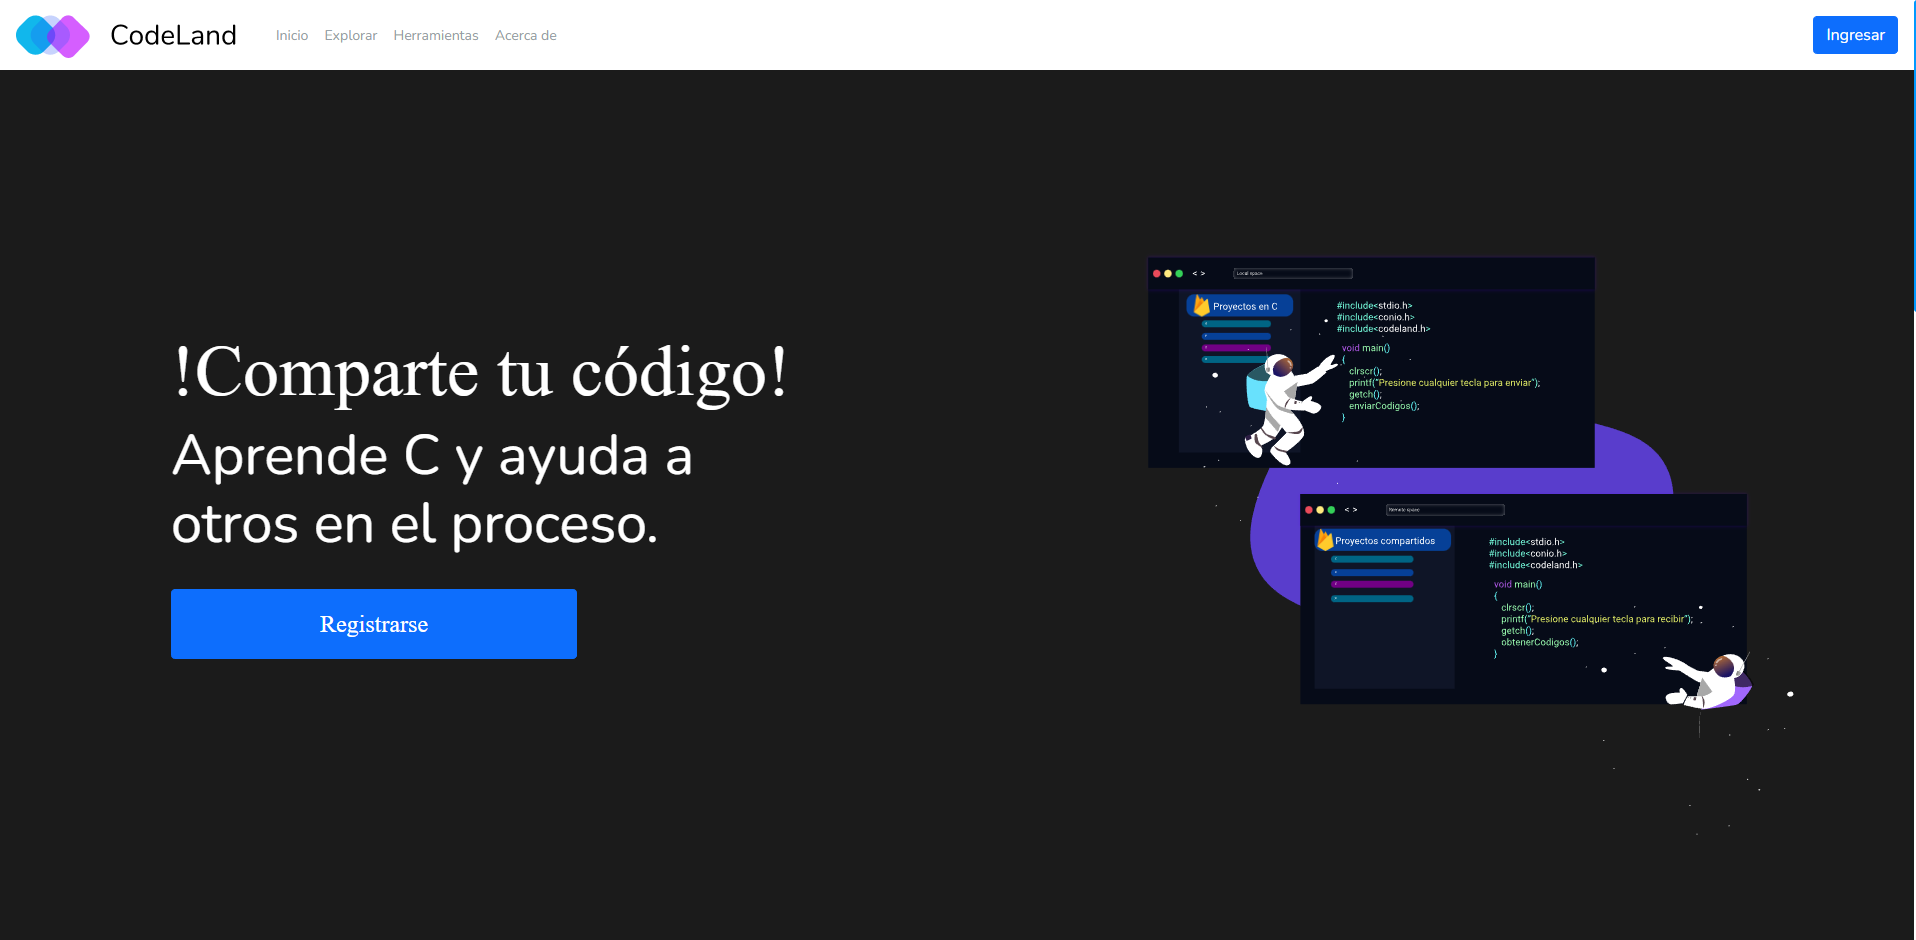 CodeLand
Inicio Explorar Herramientas Acerca de
Ingresar
!Comparte tu código!
Aprende C y ayuda a
otros en el proceso.
Registrarse
< > Local space
Proyectos en C
#include<stdio.h>
#include<conio.h>
#include<codeland.h>
void main()
{
clrscr();
printf("Presione cualquier tecla para enviar");
getch();
enviarCodigos();
}
< > Remote space
Proyectos compartidos
#include<stdio.h>
#include<conio.h>
#include<codeland.h>
void main()
{
clrscr();
printf("Presione cualquier tecla para recibir");
getch();
obtenerCodigos();
}